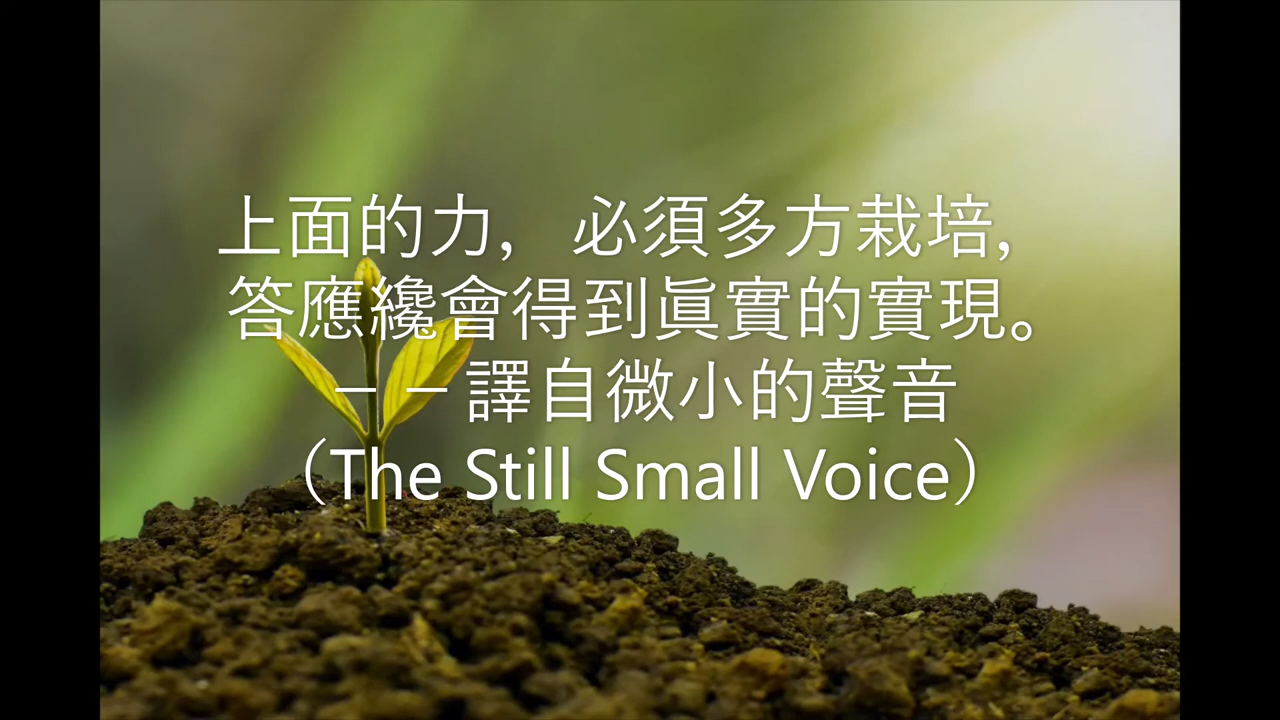 上面的力，必須多方栽培，
答應纔會得到眞實的實現。
－－譯自微小的聲音
（The Still Small Voice）